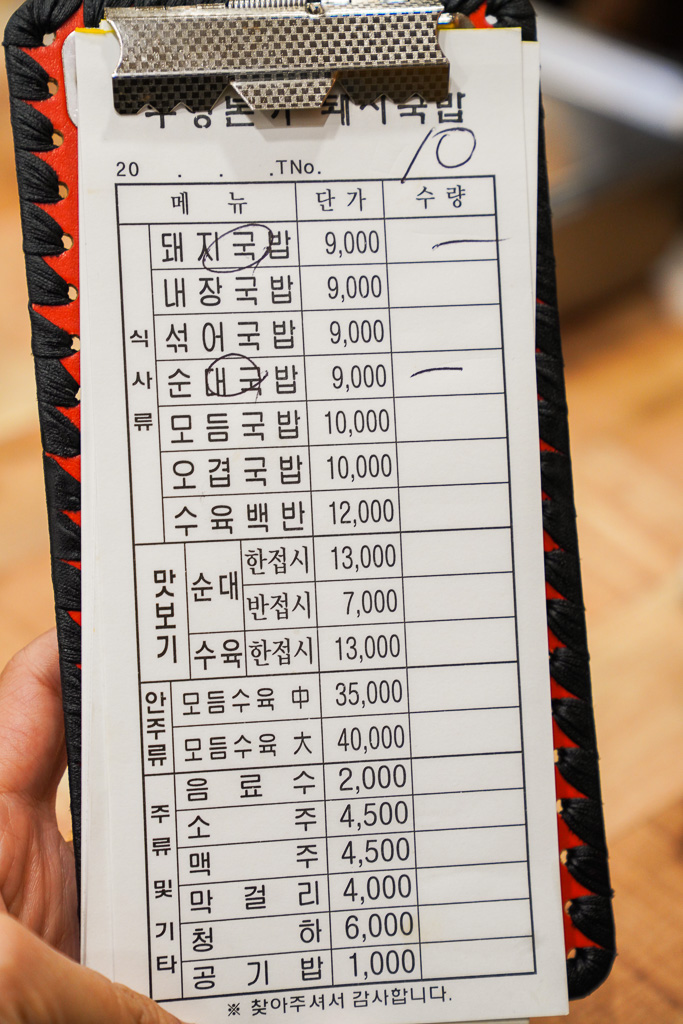 돼지국밥
20 . . .TNo. 10
메 뉴 단 가 수 량
식사류
돼지국밥 9,000 ー
내장국밥 9,000
섞어국밥 9,000
순대국밥 9,000 ー
모듬국밥 10,000
오겹국밥 10,000
수육백반 12,000
맛보기
순대 한접시 13,000
반접시 7,000
수육 한접시 13,000
안주류
모듬수육 中 35,000
모듬수육 大 40,000
주류 및 기타
음 료 수 2,000
소 주 4,500
맥 주 4,500
막 걸 리 4,000
청 하 6,000
공 기 밥 1,000
※ 찾아주셔서 감사합니다.